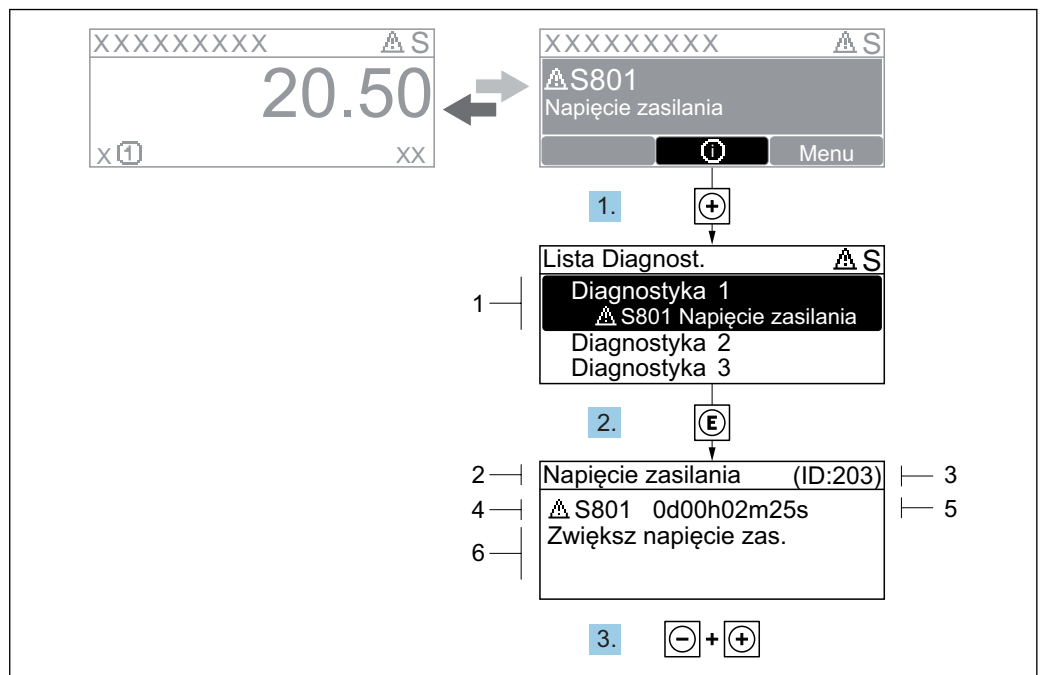 XXXXXXXXX ⚠ S
20.50
X ① XX
XXXXXXXXX ⚠ S
⚠ S801
Napięcie zasilania
ⓘ Menu
1. +
Lista Diagnost. ⚠ S
1
Diagnostyka 1
⚠ S801 Napięcie zasilania
Diagnostyka 2
Diagnostyka 3
2. E
2 Napięcie zasilania (ID:203) 3
4 ⚠ S801 0d00h02m25s 5
6 Zwiększ napięcie zas.
3. - + +